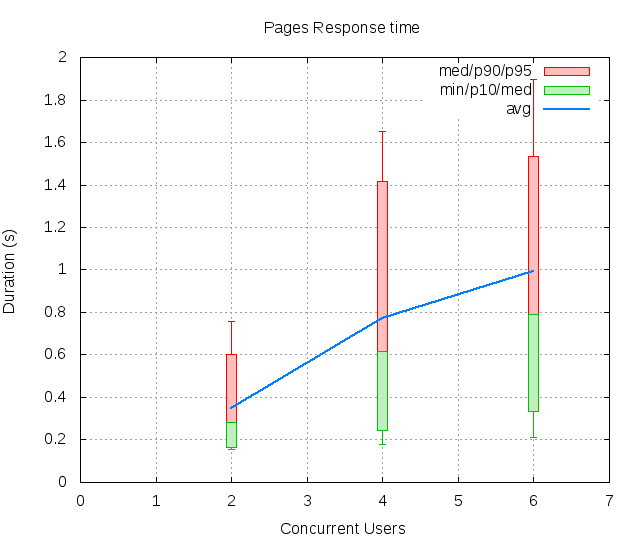 Pages Response time
2
med/p90/p95
1.8
min/p10/med
avg
1.6
1.4
1.2
1
0.8
0.6
0.4
0.2
0
Duration (s)
0 1 2 3 4 5 6 7
Concurrent Users